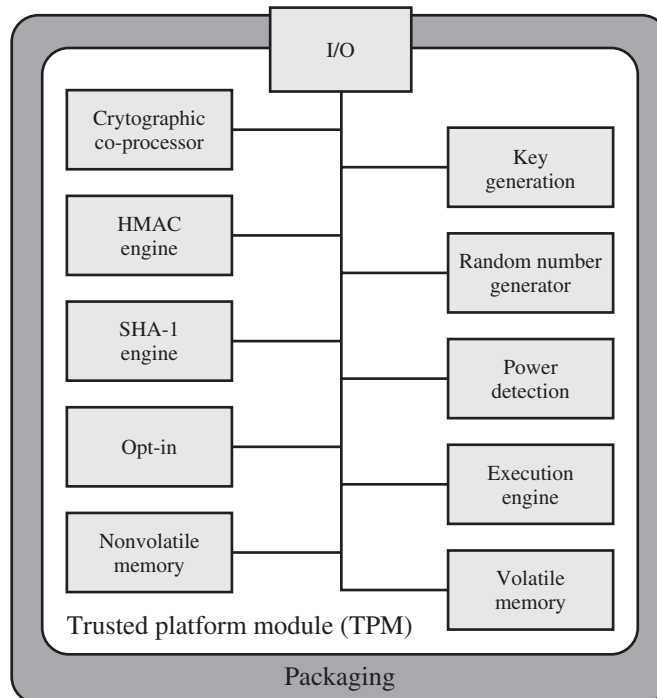 I/O
Crytographic
co-processor
HMAC
engine
SHA-1
engine
Opt-in
Nonvolatile
memory
Key
generation
Random number
generator
Power
detection
Execution
engine
Volatile
memory
Trusted platform module (TPM)
Packaging